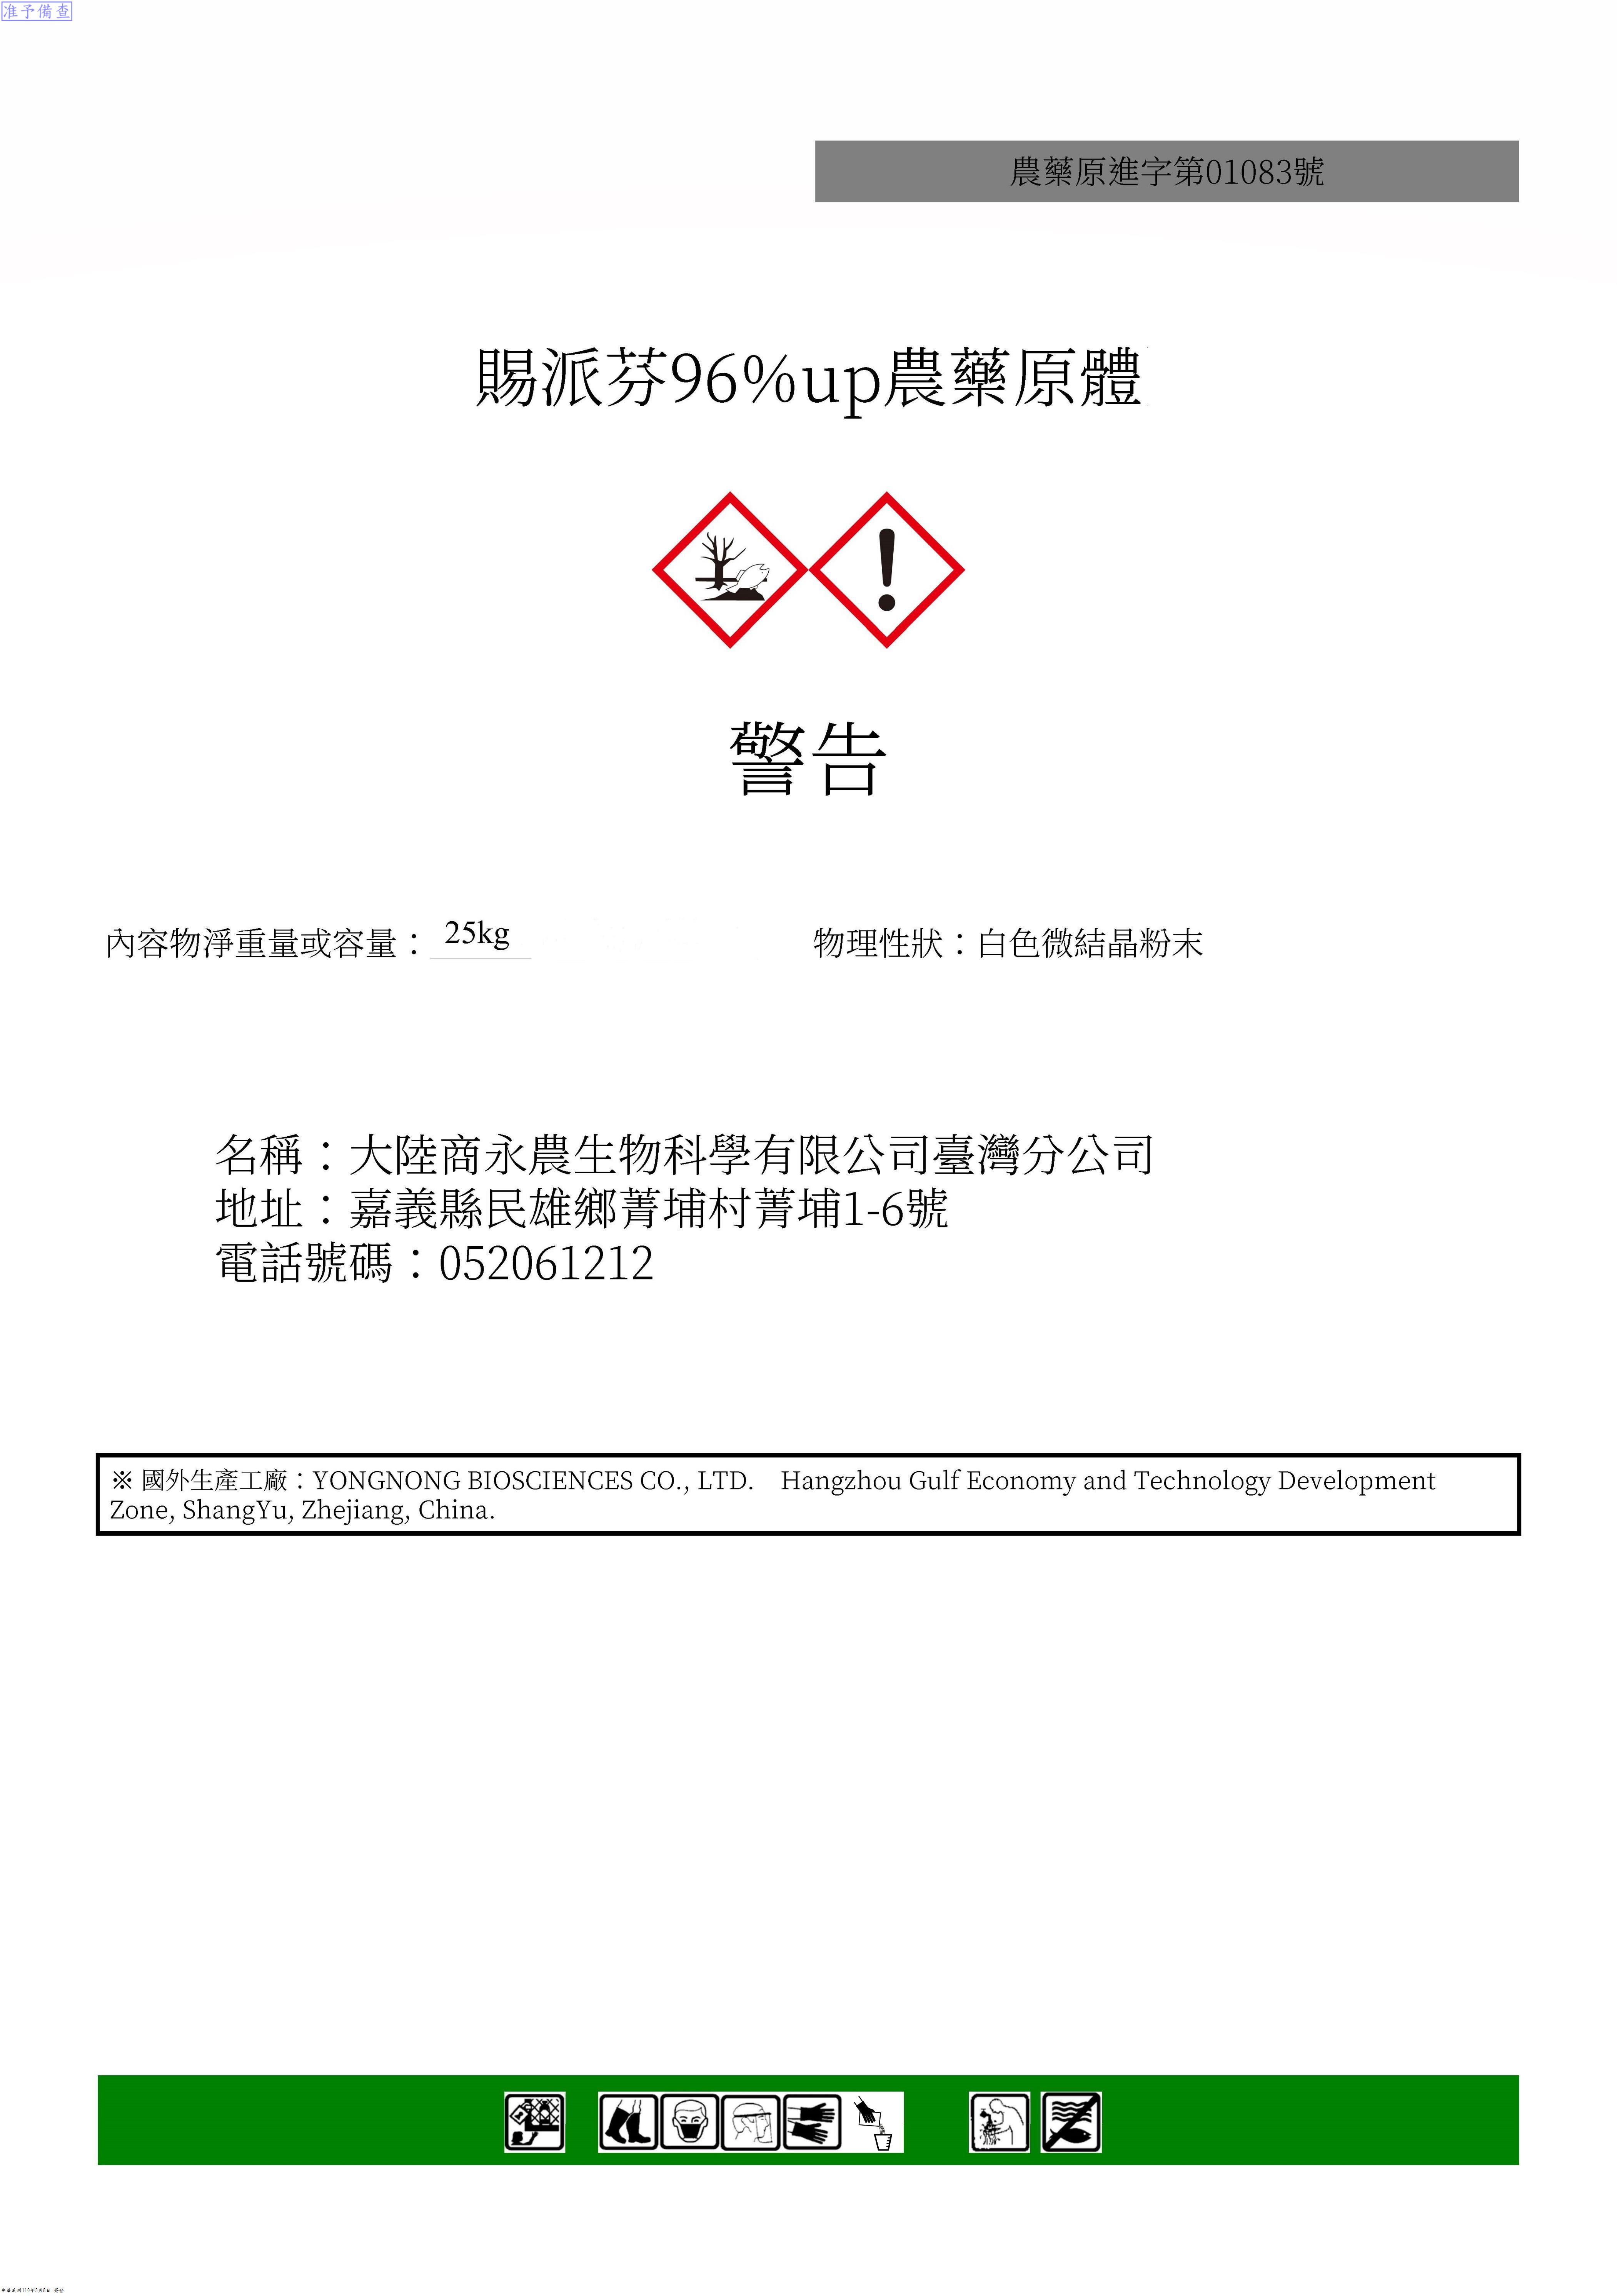 准予備查
農藥原進字第01083號
賜派芬96%up農藥原體
警告
內容物淨重量或容量：25kg 物理性狀：白色微結晶粉末
名稱：大陸商永農生物科學有限公司臺灣分公司
地址：嘉義縣民雄鄉菁埔村菁埔1-6號
電話號碼：052061212
※ 國外生產工廠：YONGNONG BIOSCIENCES CO., LTD. Hangzhou Gulf Economy and Technology Development
Zone, ShangYu, Zhejiang, China.